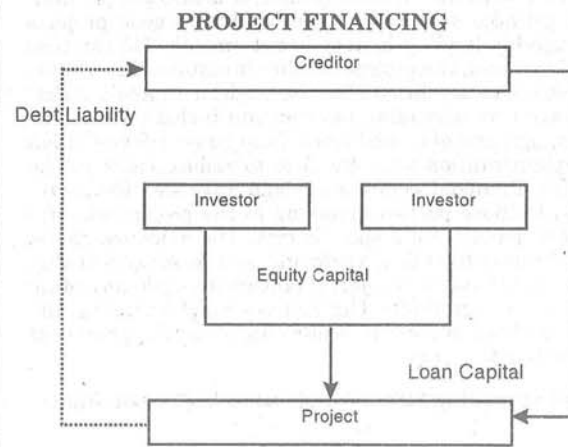 PROJECT FINANCING
Creditor
Debt Liability
Investor Investor
Equity Capital
Loan Capital
Project